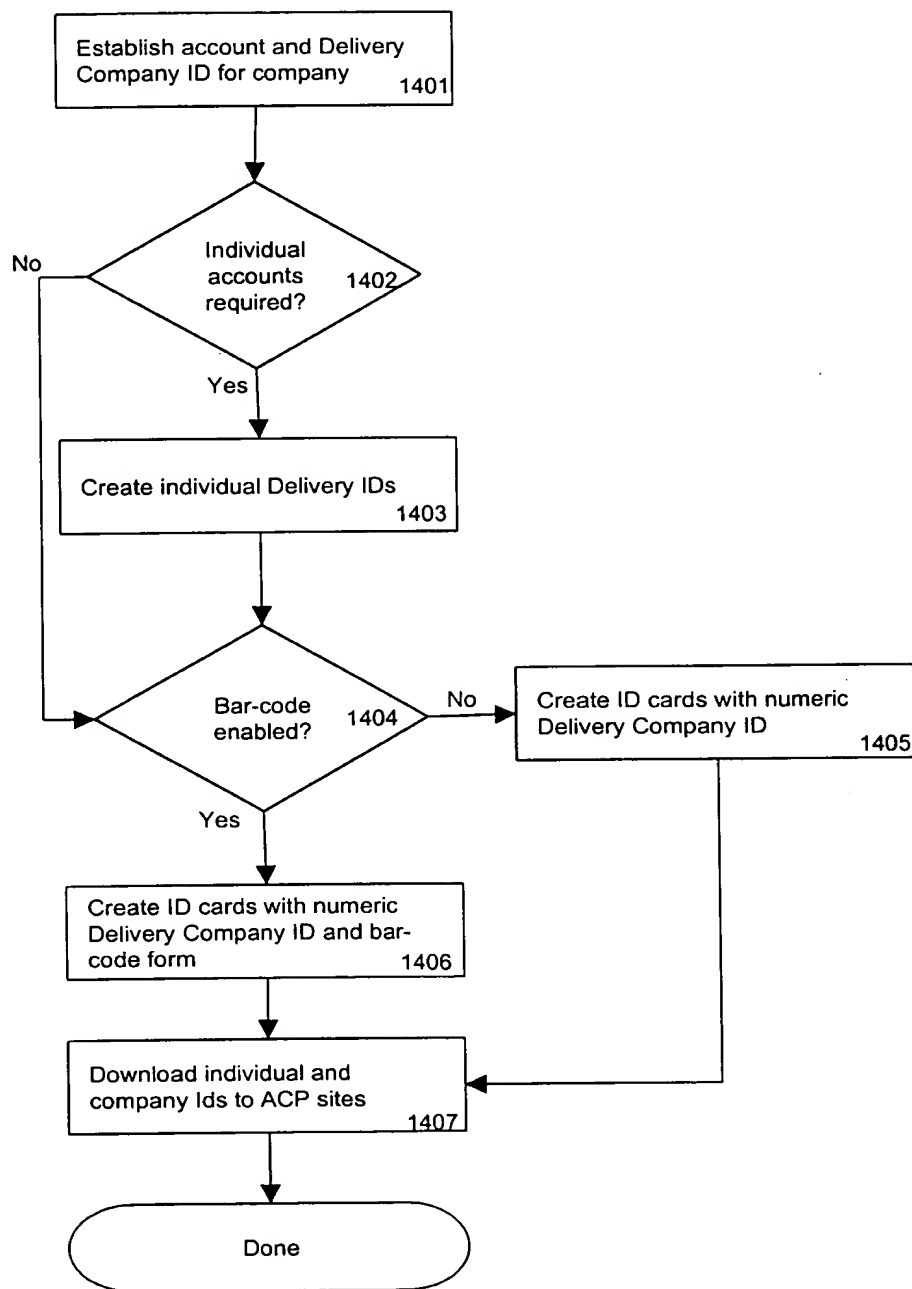 Establish account and Delivery
Company ID for company
1401
Individual
accounts
required?
1402
No
Yes
Create individual Delivery IDs
1403
Bar-code
enabled?
1404
No
Create ID cards with numeric
Delivery Company ID
1405
Yes
Create ID cards with numeric
Delivery Company ID and bar-
code form
1406
Download individual and
company Ids to ACP sites
1407
Done